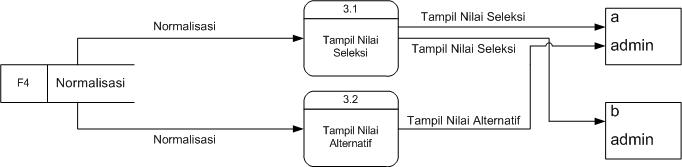 3.1
Tampil Nilai Seleksi
a
Normalisasi
Tampil Nilai
Seleksi
Tampil Nilai Seleksi
admin
F4
Normalisasi
3.2
b
Tampil Nilai Alternatif
Normalisasi
Tampil Nilai
Alternatif
admin